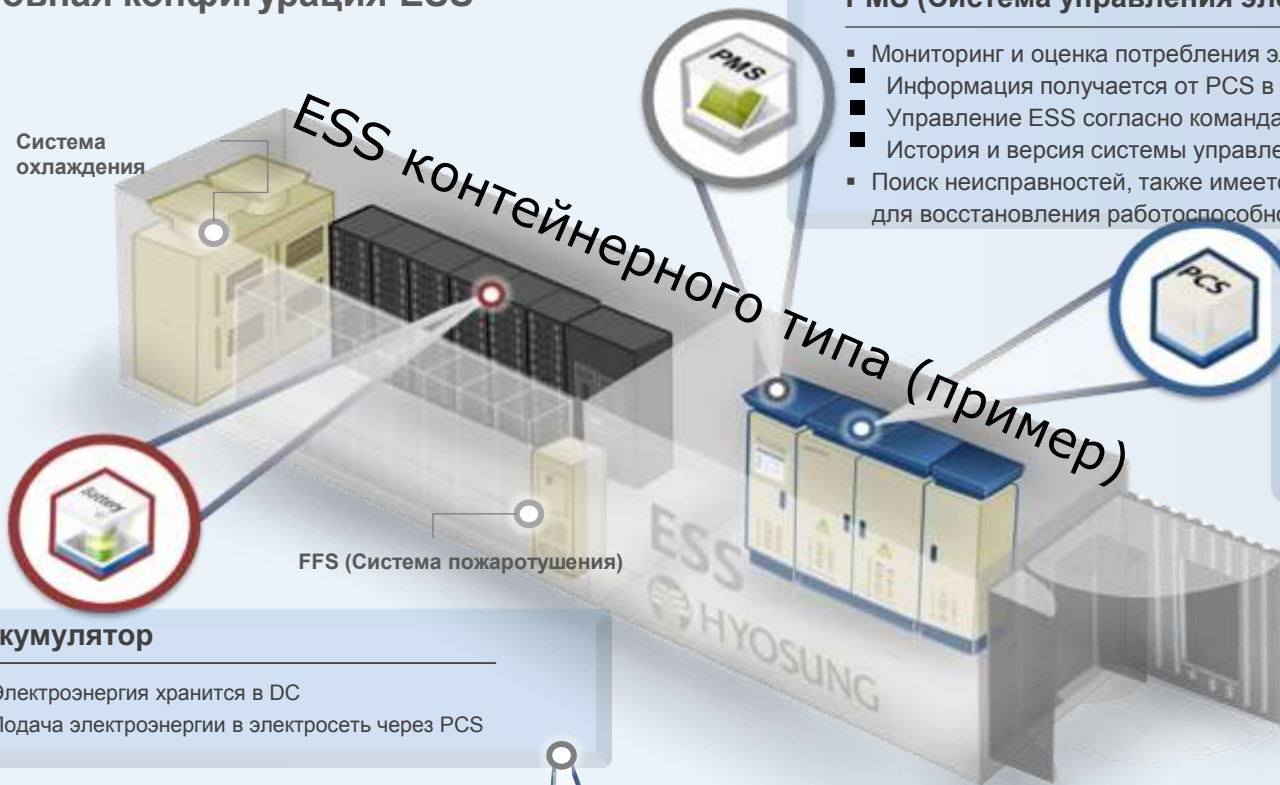 овная конфигурация ESS
PMS (Система управления эле
Мониторинг и оценка потребления эл
Информация получается от PCS в
Управление ESS согласно команда
История и версия системы управле
Поиск неисправностей, также имеетс
для восстановления работоспособно
PMS
Система
охлаждения
ESS контейнерного типа (пример)
PCS
Battery
FFS (Система пожаротушения)
ESS
HYOSUNG
кумулятор
Электроэнергия хранится в DC
Подача электроэнергии в электросеть через PCS